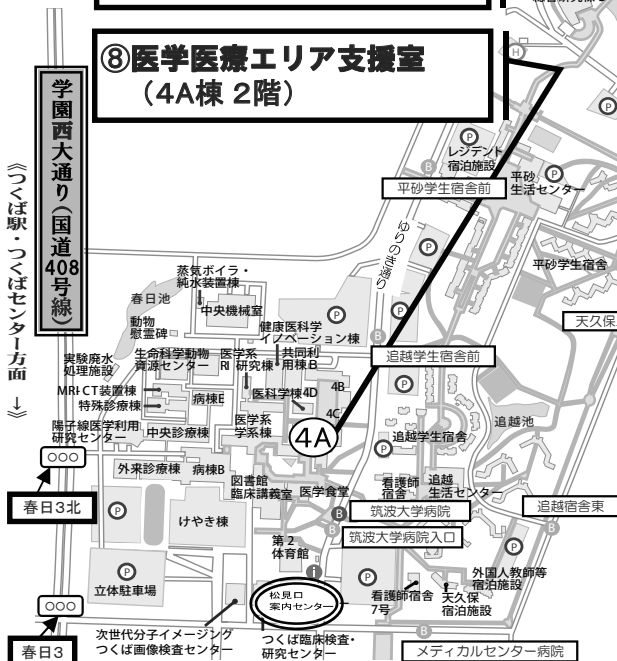 ⑧医学医療エリア支援室
（4A棟 2階）
学園西大通り（国道408号線）
《つくば駅・つくばセンター方面 →》
H
P
レジデント
宿泊施設
P
B
平砂学生宿舎前
平砂
生活センター
P
ゆりのき通り
P
平砂学生宿舎
天久保
蒸気ボイラ・
純水装置棟
春日池
中央機械室
P
P
動物
慰霊碑
健康医科学
イノベーション棟
B
追越学生宿舎前
実験廃水
処理施設
生命科学動物
資源センター
医学系
RI
研究棟
共同利
用棟B
MRI-CT装置棟
特殊診療棟
病棟E
医科学棟4D
4B
4C
P
追越池
陽子線医学利用
研究センター
中央診療棟
医学系
学系棟
4A
追越学生宿舎
P
春日3北
外来診療棟
病棟B
図書館
臨床講義室
医学食堂
看護師
宿舎
追越
生活センター
P
けやき棟
B
筑波大学病院
追越宿舎東
B
B
筑波大学病院入口
第2
体育館
P
P
立体駐車場
i
P
外国人教師等
宿泊施設
松見口
案内センター
看護師宿舎
7号
天久保
宿泊施設
春日3
次世代分子イメージング
つくば画像検査センター
つくば臨床検査・
研究センター
B
メディカルセンター病院